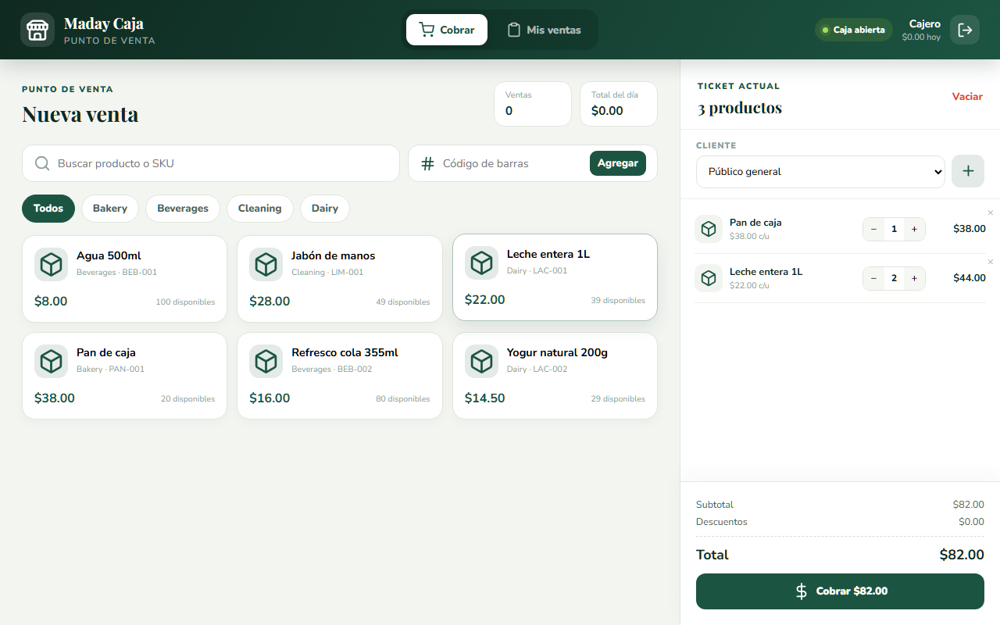 Maday Caja
PUNTO DE VENTA
Cobrar
Mis ventas
Caja abierta
Cajero
$0.00 hoy
PUNTO DE VENTA
Nueva venta
Ventas
0
Total del día
$0.00
Buscar producto o SKU
Código de barras
Agregar
Todos
Bakery
Beverages
Cleaning
Dairy
Agua 500ml
Beverages · BEB-001
$8.00
100 disponibles
Jabón de manos
Cleaning · LIM-001
$28.00
49 disponibles
Leche entera 1L
Dairy · LAC-001
$22.00
39 disponibles
Pan de caja
Bakery · PAN-001
$38.00
20 disponibles
Refresco cola 355ml
Beverages · BEB-002
$16.00
80 disponibles
Yogur natural 200g
Dairy · LAC-002
$14.50
29 disponibles
TICKET ACTUAL
3 productos
Vaciar
CLIENTE
Público general
+
×
Pan de caja
$38.00 c/u
− 1 +
$38.00
×
Leche entera 1L
$22.00 c/u
− 2 +
$44.00
Subtotal
$82.00
Descuentos
$0.00
Total
$82.00
$ Cobrar $82.00